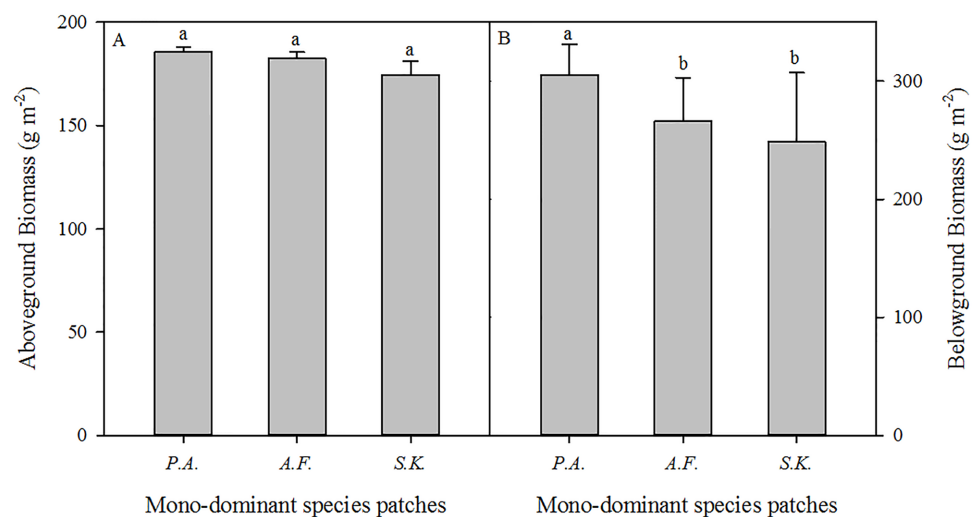 Aboveground Biomass (g m⁻²)
200
150
100
50
0
A
a
a
a
P.A.
A.F.
S.K.
Mono-dominant species patches
B
a
b
b
P.A.
A.F.
S.K.
Mono-dominant species patches
300
200
100
0
Belowground Biomass (g m⁻²)